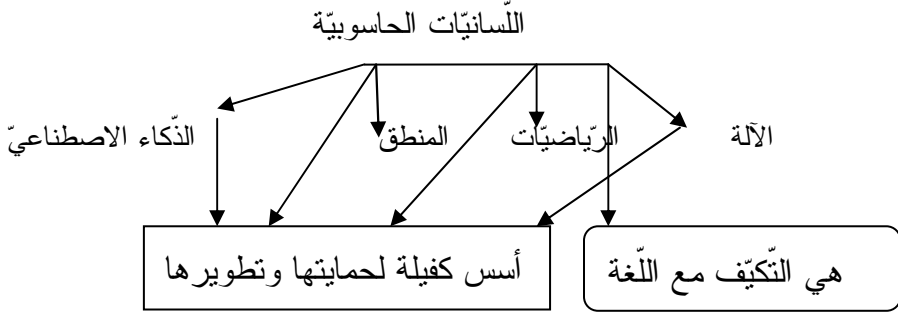 اللّسانيّات الحاسوبيّة
الآلة
الرّياضيّات
المنطق
الذّكاء الاصطناعيّ
هي التّكيّف مع اللّغة
أسس كفيلة لحمايتها وتطويرها